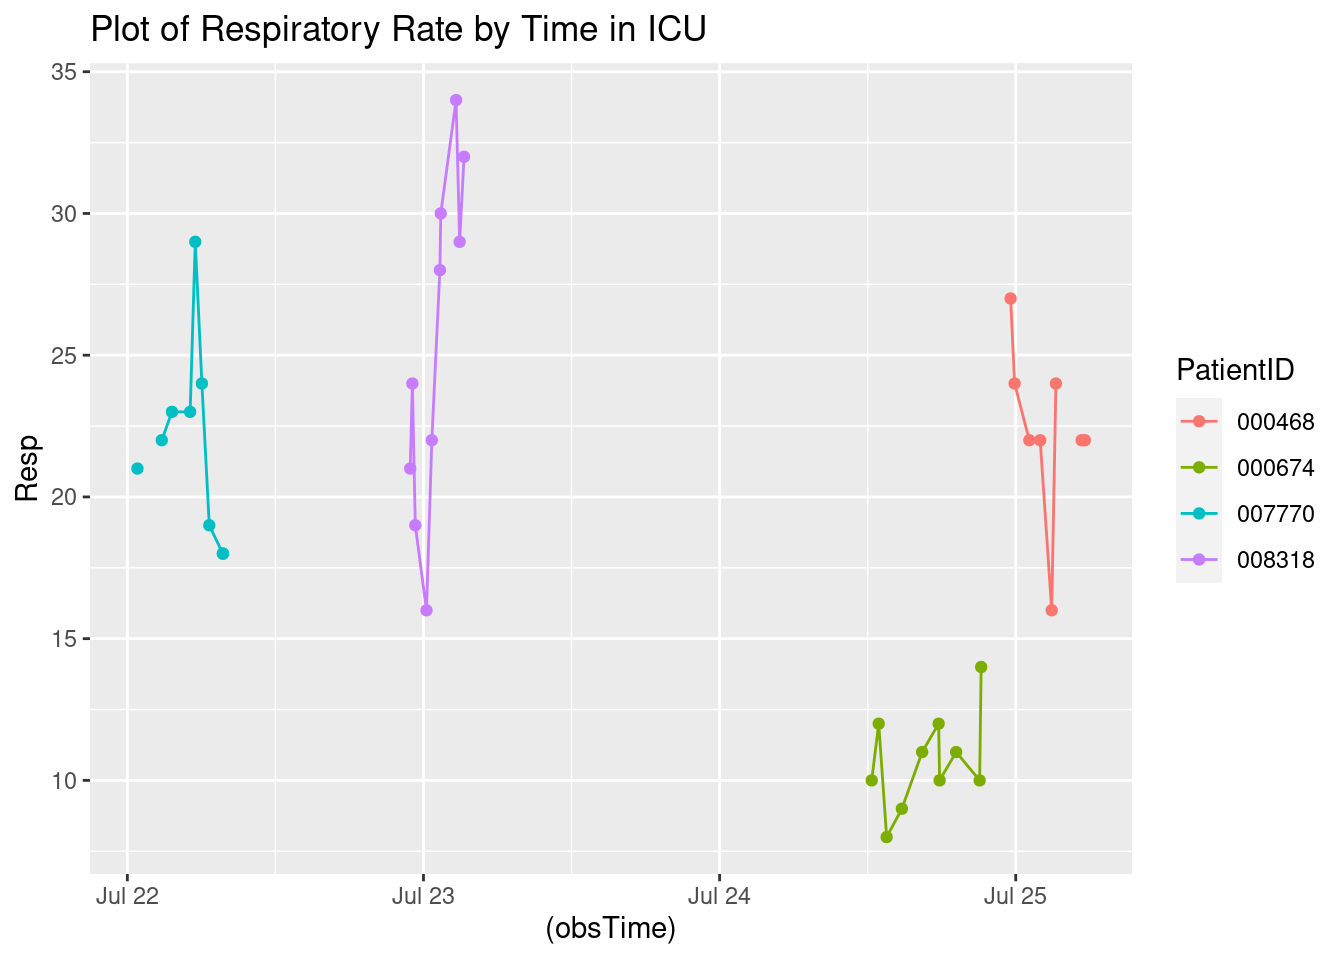 Plot of Respiratory Rate by Time in ICU
35
30
25
20
15
10
Resp
Jul 22
Jul 23
Jul 24
Jul 25
(obsTime)
PatientID
000468
000674
007770
008318